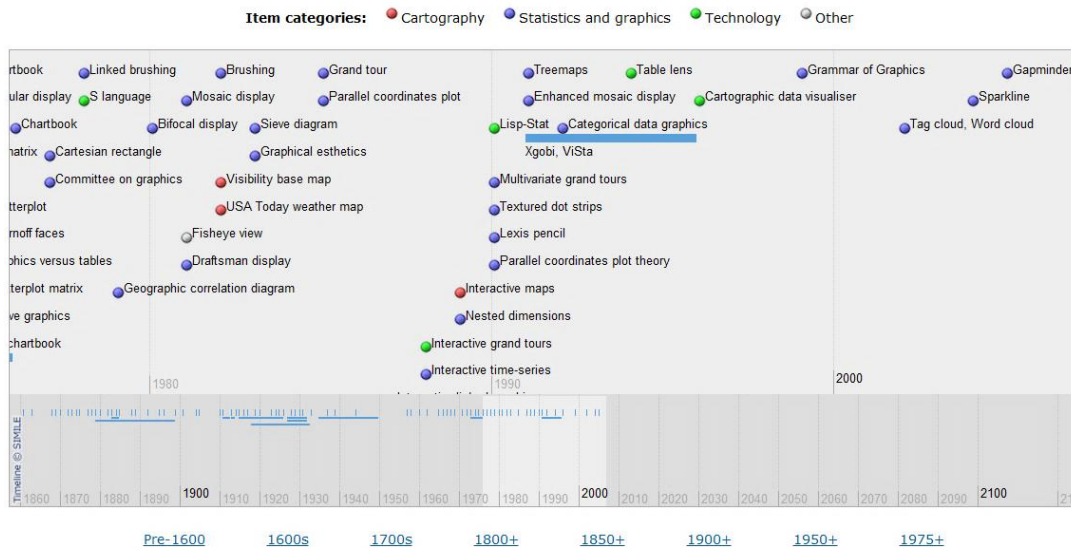 Item categories: Cartography Statistics and graphics Technology Other
rtbook Linked brushing Brushing Grand tour Treemaps Table lens Grammar of Graphics Gapminder
ular display S language Mosaic display Parallel coordinates plot Enhanced mosaic display Cartographic data visualiser Sparkline
Chartbook Bifocal display Sieve diagram Lisp-Stat Categorical data graphics Tag cloud, Word cloud
matrix Cartesian rectangle Graphical esthetics Xgobi, ViSta
Committee on graphics Visibility base map Multivariate grand tours
tterplot USA Today weather map Textured dot strips
rnoff faces Fisheye view Lexis pencil
phics versus tables Draftsman display Parallel coordinates plot theory
tterplot matrix Geographic correlation diagram Interactive maps
ve graphics Nested dimensions
chartbook Interactive grand tours
Interactive time-series
1980 1990 2000
Timeline © SIMILE
1860 1870 1880 1890 1900 1910 1920 1930 1940 1950 1960 1970 1980 1990 2000 2010 2020 2030 2040 2050 2060 2070 2080 2090 2100
Pre-1600 1600s 1700s 1800+ 1850+ 1900+ 1950+ 1975+